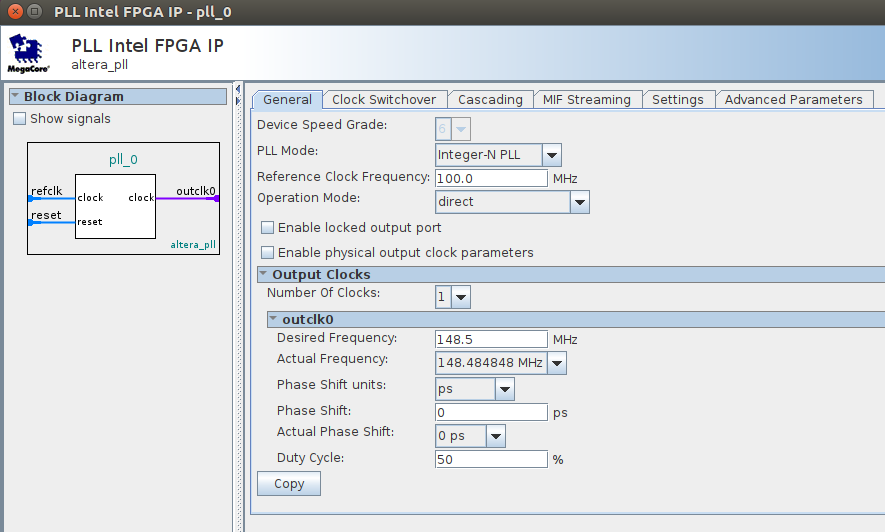 PLL Intel FPGA IP - pll_0
PLL Intel FPGA IP
altera_pll
MegaCore®
Block Diagram
Show signals
pll_0
refclk clock clock outclk0
reset reset
altera_pll
General Clock Switchover Cascading MIF Streaming Settings Advanced Parameters
Device Speed Grade: 6
PLL Mode: Integer-N PLL
Reference Clock Frequency: 100.0 MHz
Operation Mode: direct
Enable locked output port
Enable physical output clock parameters
Output Clocks
Number Of Clocks: 1
outclk0
Desired Frequency: 148.5 MHz
Actual Frequency: 148.484848 MHz
Phase Shift units: ps
Phase Shift: 0 ps
Actual Phase Shift: 0 ps
Duty Cycle: 50 %
Copy